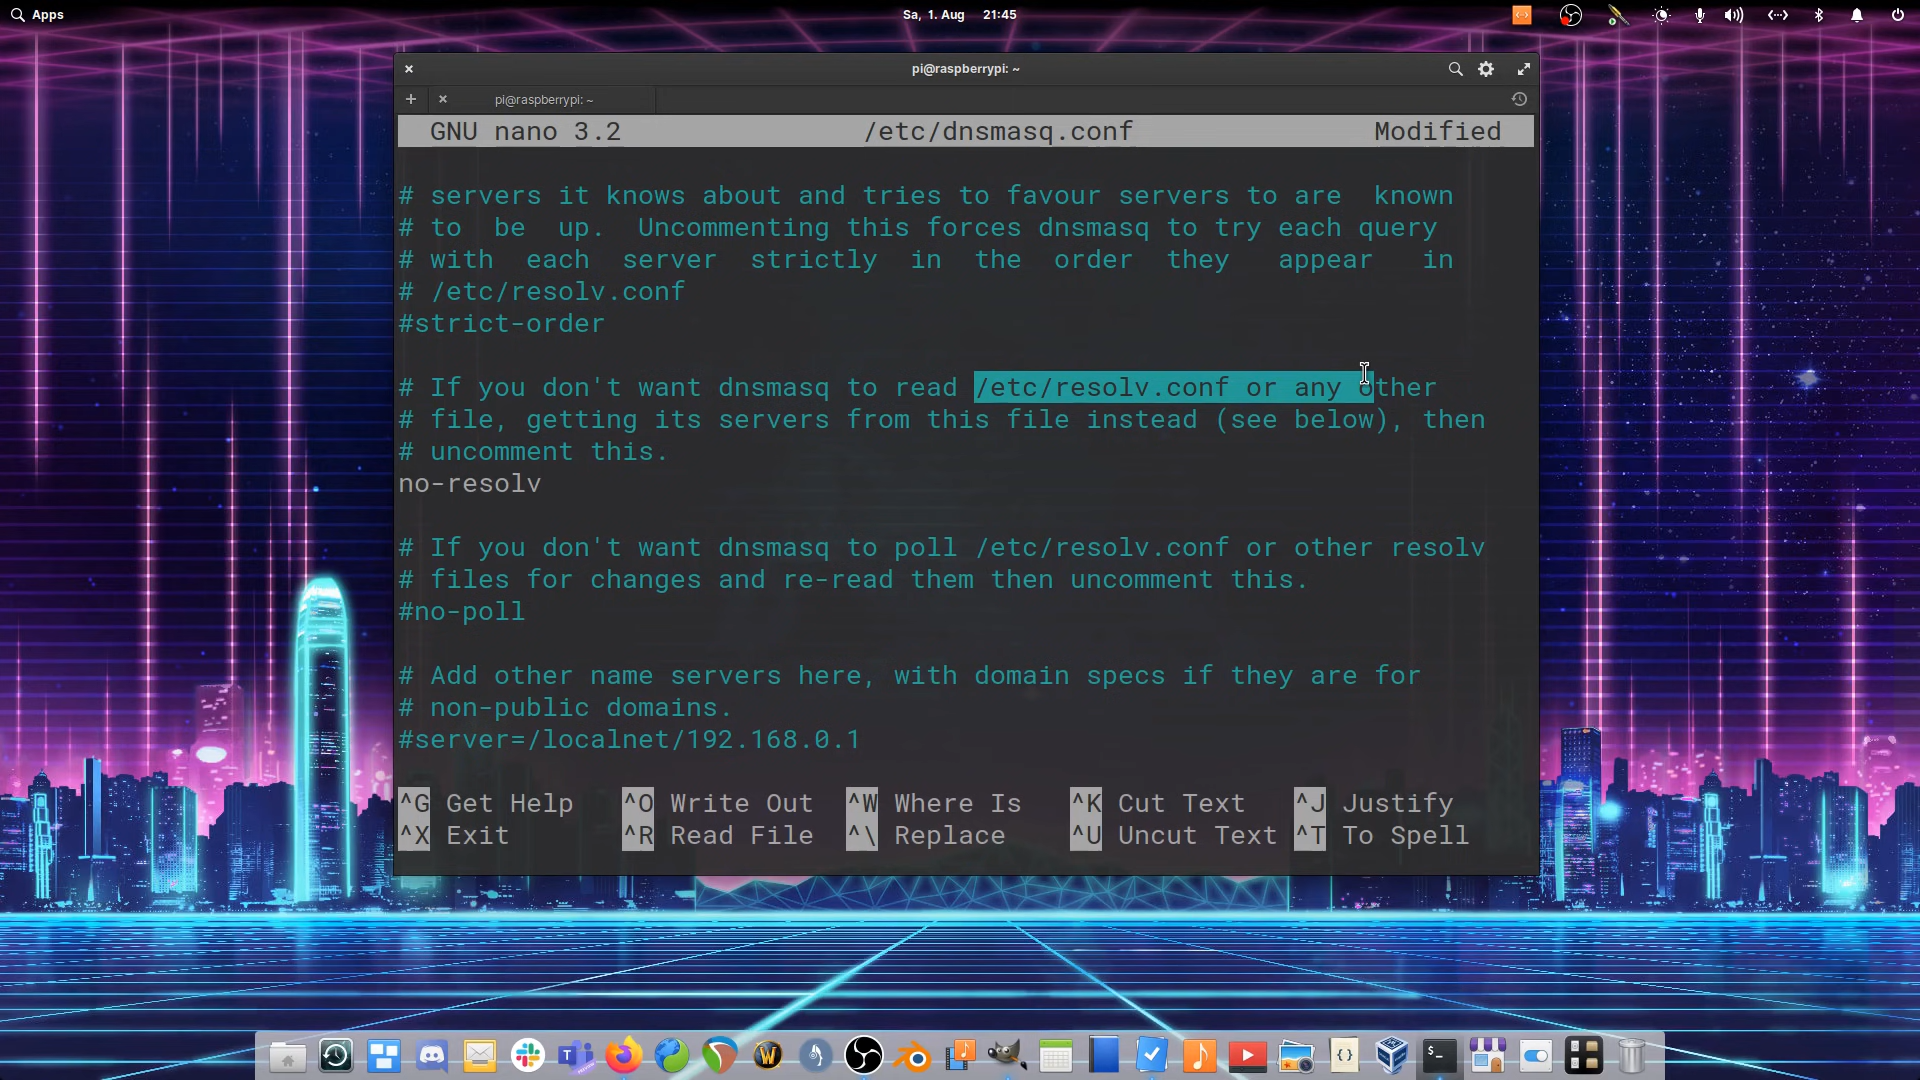 Apps
Sa, 1. Aug 21:45
pi@raspberrypi: ~
pi@raspberrypi: ~
GNU nano 3.2 /etc/dnsmasq.conf Modified
# servers it knows about and tries to favour servers to are  known
# to  be  up.  Uncommenting this forces dnsmasq to try each query
# with  each  server  strictly  in  the  order  they   appear   in
# /etc/resolv.conf
#strict-order
# If you don't want dnsmasq to read /etc/resolv.conf or any other
# file, getting its servers from this file instead (see below), then
# uncomment this.
no-resolv
# If you don't want dnsmasq to poll /etc/resolv.conf or other resolv
# files for changes and re-read them then uncomment this.
#no-poll
# Add other name servers here, with domain specs if they are for
# non-public domains.
#server=/localnet/192.168.0.1
^G Get Help ^O Write Out ^W Where Is ^K Cut Text ^J Justify
^X Exit ^R Read File ^\ Replace ^U Uncut Text ^T To Spell